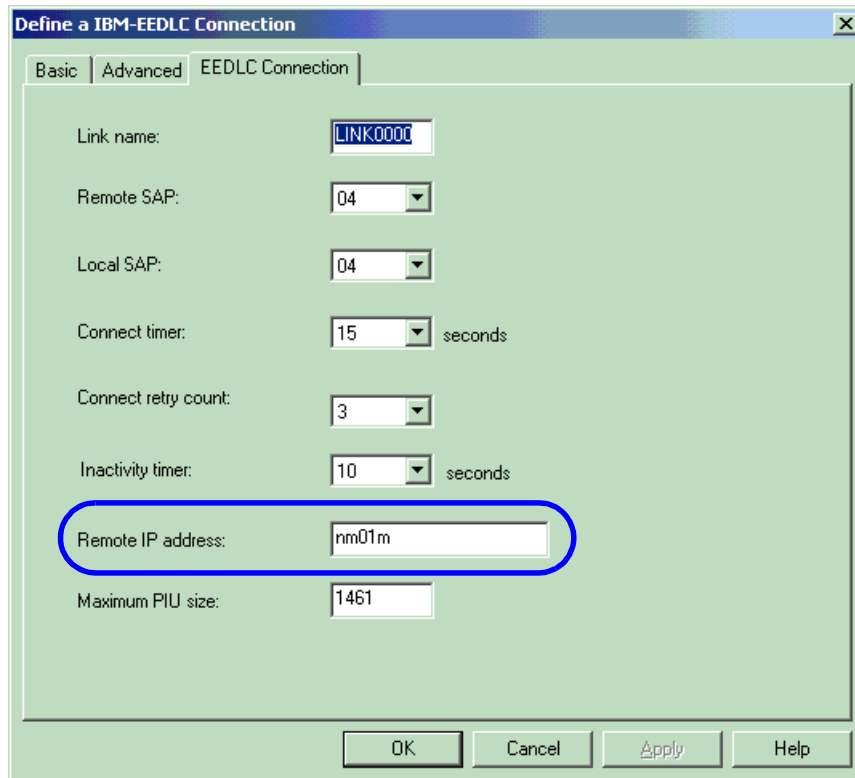 Define a IBM-EEDLC Connection
Basic Advanced EEDLC Connection
Link name: LINK0000
Remote SAP: 04
Local SAP: 04
Connect timer: 15 seconds
Connect retry count: 3
Inactivity timer: 10 seconds
Remote IP address: nm01m
Maximum PIU size: 1461
OK Cancel Apply Help